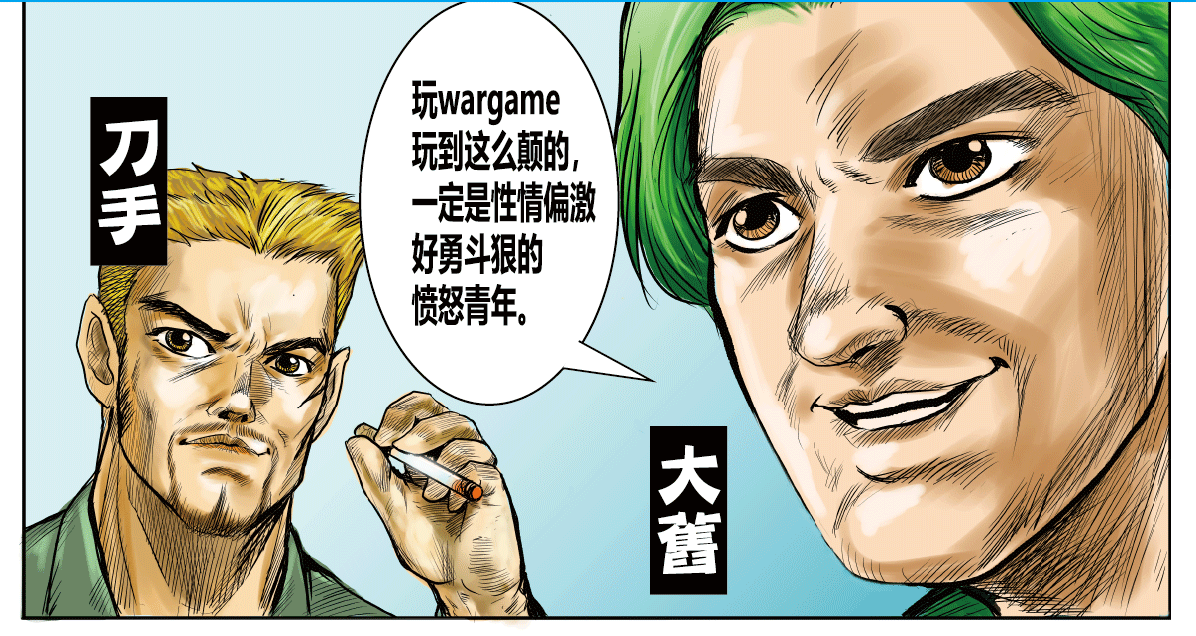 刀手
玩wargame
玩到这么颠的，
一定是性情偏激
好勇斗狠的
愤怒青年。
大舊